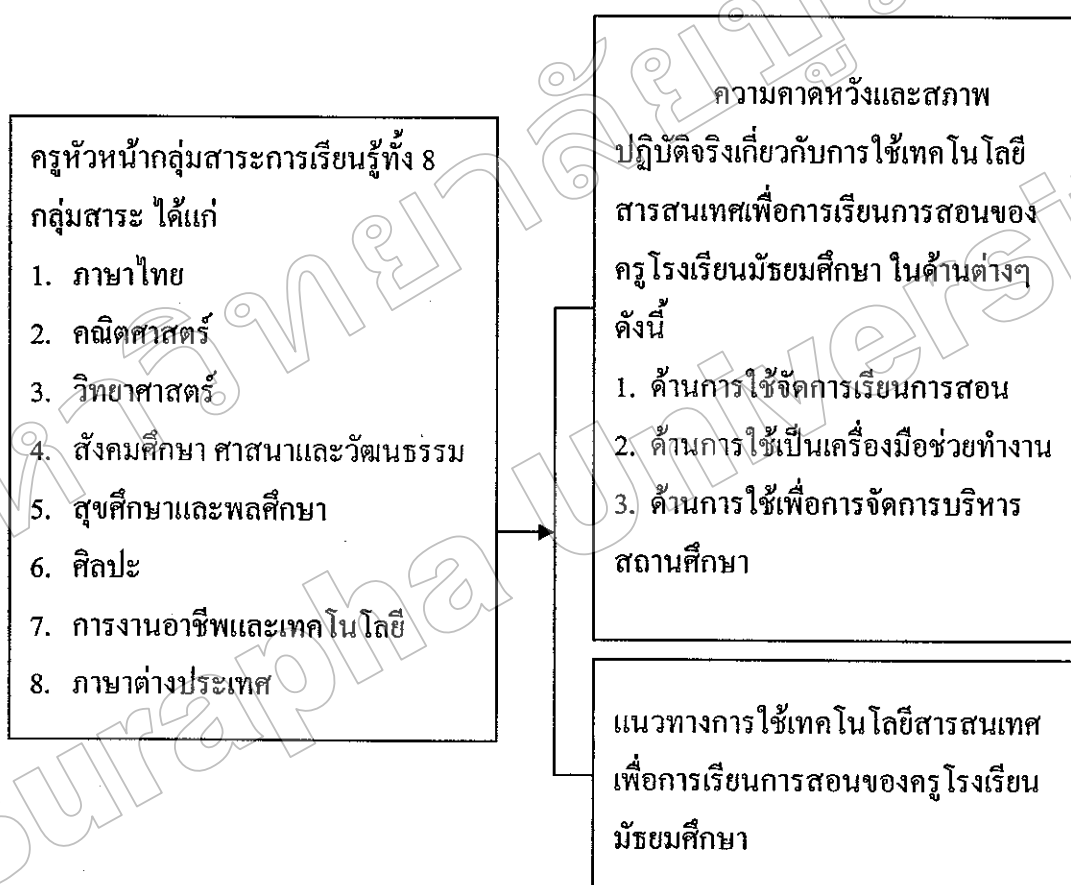 ครูหัวหน้ากลุ่มสาระการเรียนรู้ทั้ง 8
กลุ่มสาระ ได้แก่
1. ภาษาไทย
2. คณิตศาสตร์
3. วิทยาศาสตร์
4. สังคมศึกษา ศาสนาและวัฒนธรรม
5. สุขศึกษาและพลศึกษา
6. ศิลปะ
7. การงานอาชีพและเทคโนโลยี
8. ภาษาต่างประเทศ
ความคาดหวังและสภาพ
ปฏิบัติจริงเกี่ยวกับการใช้เทคโนโลยี
สารสนเทศเพื่อการเรียนการสอนของ
ครูโรงเรียนมัธยมศึกษา ในด้านต่างๆ
ดังนี้
1. ด้านการใช้จัดการเรียนการสอน
2. ด้านการใช้เป็นเครื่องมือช่วยทำงาน
3. ด้านการใช้เพื่อการจัดการบริหาร
สถานศึกษา
แนวทางการใช้เทคโนโลยีสารสนเทศ
เพื่อการเรียนการสอนของครูโรงเรียน
มัธยมศึกษา
Burapha University